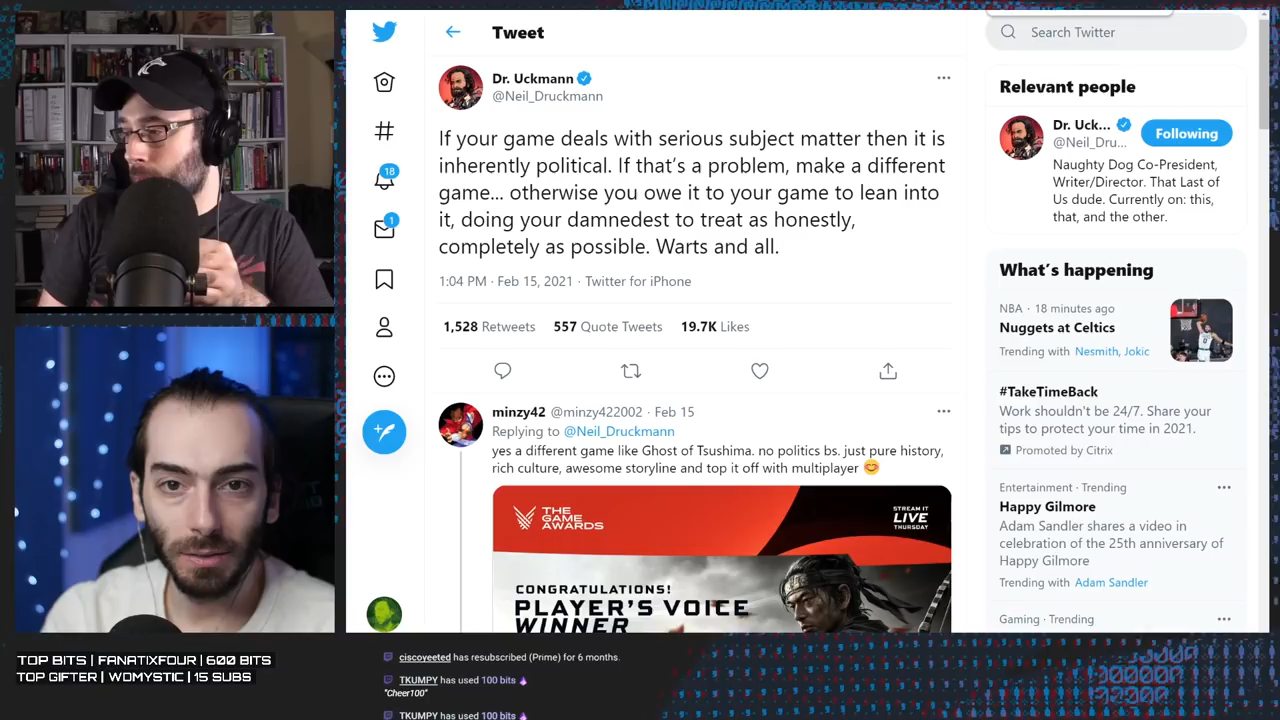 Tweet
Dr. Uckmann
@Neil_Druckmann
If your game deals with serious subject matter then it is
inherently political. If that's a problem, make a different
game... otherwise you owe it to your game to lean into
it, doing your damnedest to treat as honestly,
completely as possible. Warts and all.
1:04 PM · Feb 15, 2021 · Twitter for iPhone
1,528 Retweets 557 Quote Tweets 19.7K Likes
minzy42 @minzy422002 · Feb 15
Replying to @Neil_Druckmann
yes a different game like Ghost of Tsushima. no politics bs. just pure history,
rich culture, awesome storyline and top it off with multiplayer 😊
THE
GAME
AWARDS
STREAM IT
LIVE
THURSDAY
CONGRATULATIONS!
PLAYER'S VOICE
WINNER
18
1
Search Twitter
Relevant people
Dr. Uck...
@Neil_Dru...
Following
Naughty Dog Co-President,
Writer/Director. That Last of
Us dude. Currently on: this,
that, and the other.
What's happening
NBA · 18 minutes ago
Nuggets at Celtics
Trending with Nesmith, Jokic
#TakeTimeBack
Work shouldn't be 24/7. Share your
tips to protect your time in 2021.
Promoted by Citrix
Entertainment · Trending
Happy Gilmore
Adam Sandler shares a video in
celebration of the 25th anniversary of
Happy Gilmore
Trending with Adam Sandler
Gaming · Trending
TOP BITS | FANATIXFOUR | 600 BITS
TOP GIFTER | WDMYSTIC | 15 SUBS
ciscoyeeted has resubscribed (Prime) for 6 months.
TKUMPY has used 100 bits
"Cheer100"
TKUMPY has used 100 bits